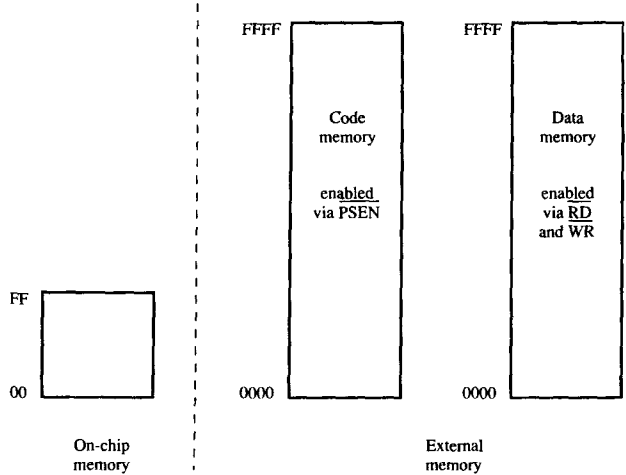 FFFF
FFFF
Code
memory
enabled
via PSEN
Data
memory
enabled
via RD
and WR
FF
00
0000
0000
On-chip
memory
External
memory